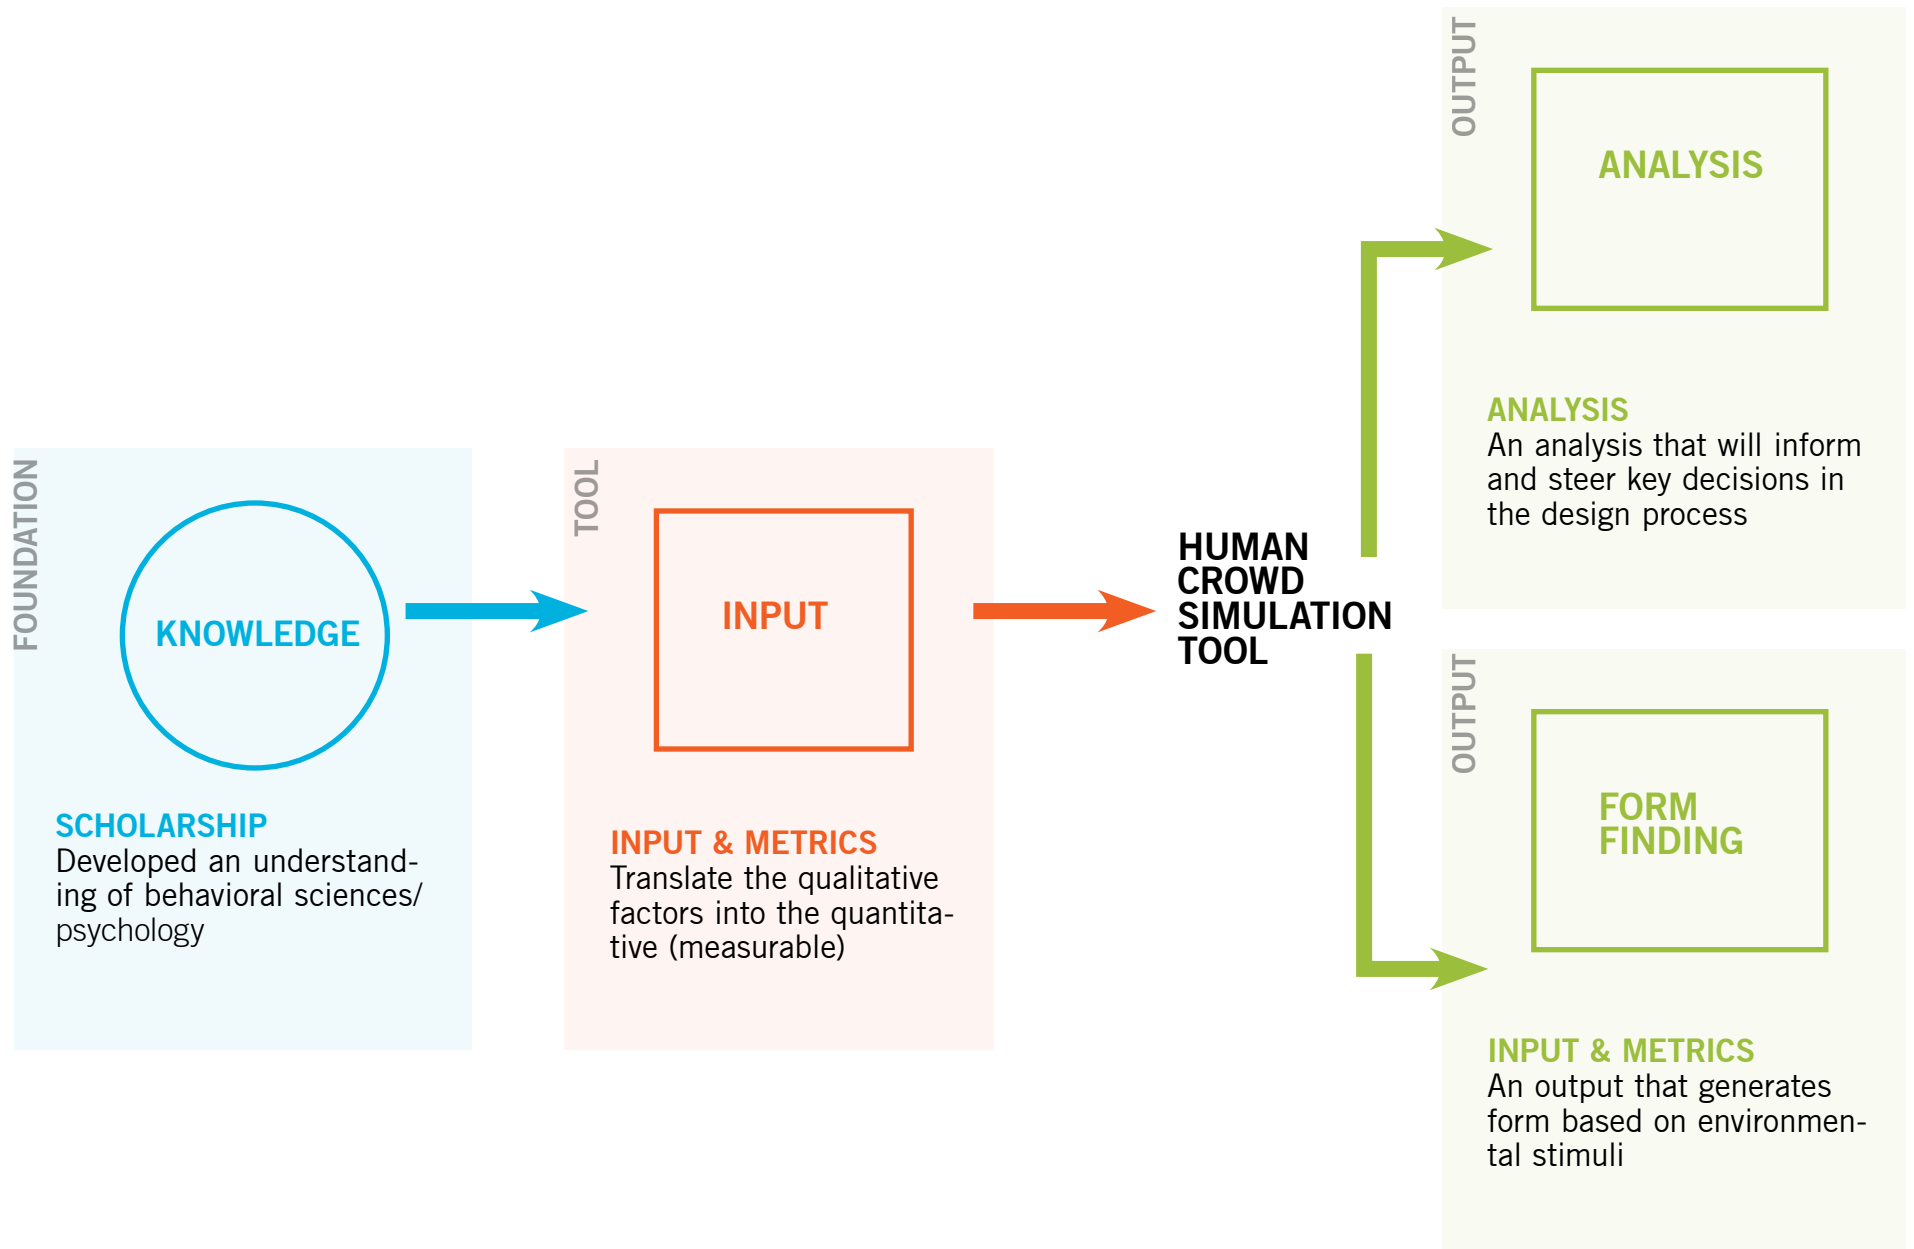 FOUNDATION
KNOWLEDGE
SCHOLARSHIP
Developed an understand-
ing of behavioral sciences/
psychology
TOOL
INPUT
INPUT & METRICS
Translate the qualitative
factors into the quantita-
tive (measurable)
HUMAN
CROWD
SIMULATION
TOOL
OUTPUT
ANALYSIS
ANALYSIS
An analysis that will inform
and steer key decisions in
the design process
OUTPUT
FORM
FINDING
INPUT & METRICS
An output that generates
form based on environmen-
tal stimuli